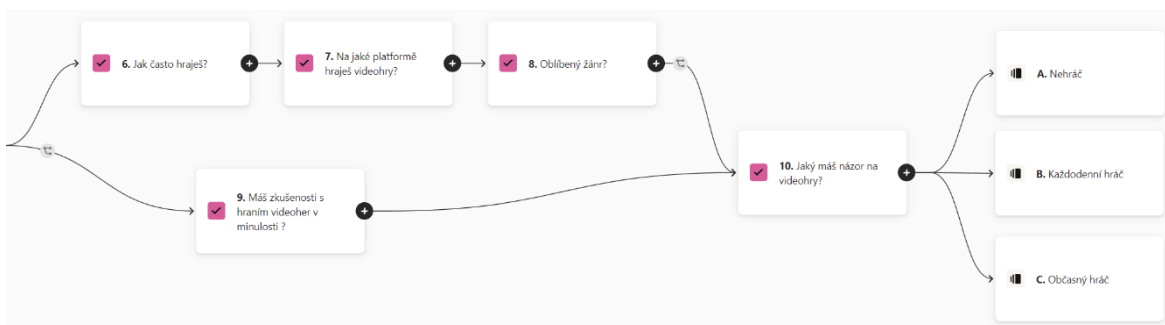 6. Jak často hraješ?
7. Na jaké platformě
hraješ videohry?
8. Oblíbený žánr?
9. Máš zkušenosti s
hraním videoher v
minulosti ?
10. Jaký máš názor na
videohry?
A. Nehráč
B. Každodenní hráč
C. Občasný hráč